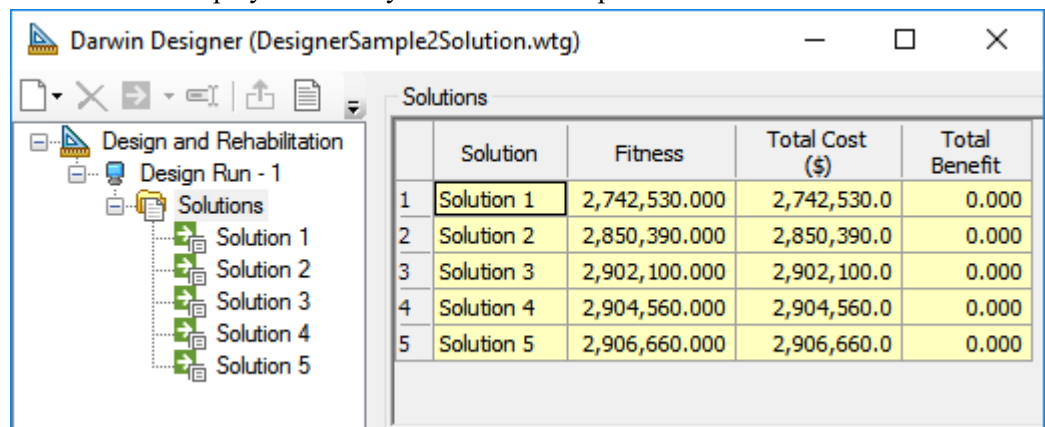 Darwin Designer (DesignerSample2Solution.wtg)
Design and Rehabilitation
Design Run - 1
Solutions
Solution 1
Solution 2
Solution 3
Solution 4
Solution 5
Solutions
Solution Fitness Total Cost ($) Total Benefit
1 Solution 1 2,742,530.000 2,742,530.0 0.000
2 Solution 2 2,850,390.000 2,850,390.0 0.000
3 Solution 3 2,902,100.000 2,902,100.0 0.000
4 Solution 4 2,904,560.000 2,904,560.0 0.000
5 Solution 5 2,906,660.000 2,906,660.0 0.000